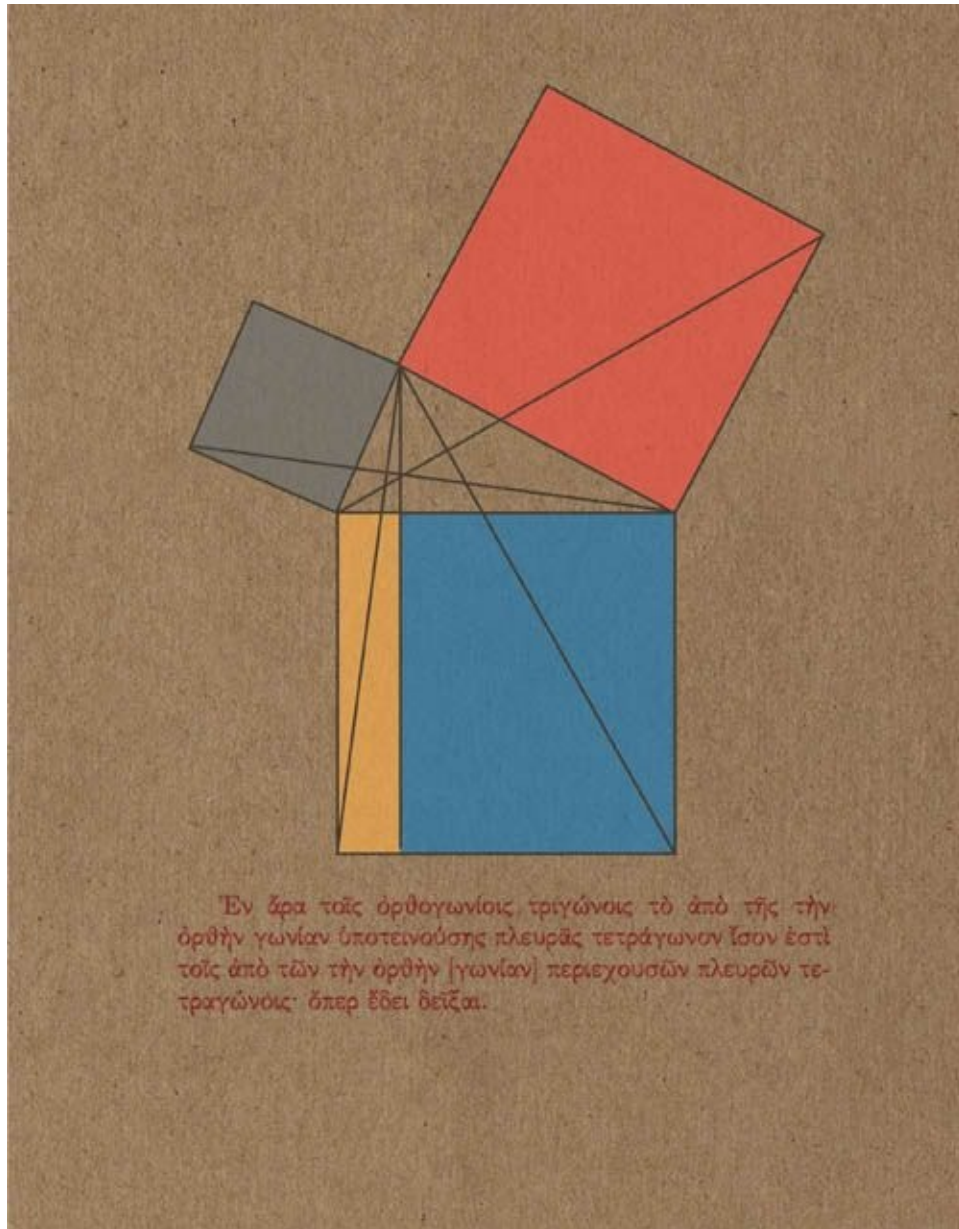 Ἐν ἄρα τοῖς ὀρθογωνίοις τριγώνοις τὸ ἀπὸ τῆς τὴν
ὀρθὴν γωνίαν ὑποτεινούσης πλευρᾶς τετράγωνον ἴσον ἐστὶ
τοῖς ἀπὸ τῶν τὴν ὀρθὴν [γωνίαν] περιεχουσῶν πλευρῶν τε-
τραγώνοις· ὅπερ ἔδει δεῖξαι.